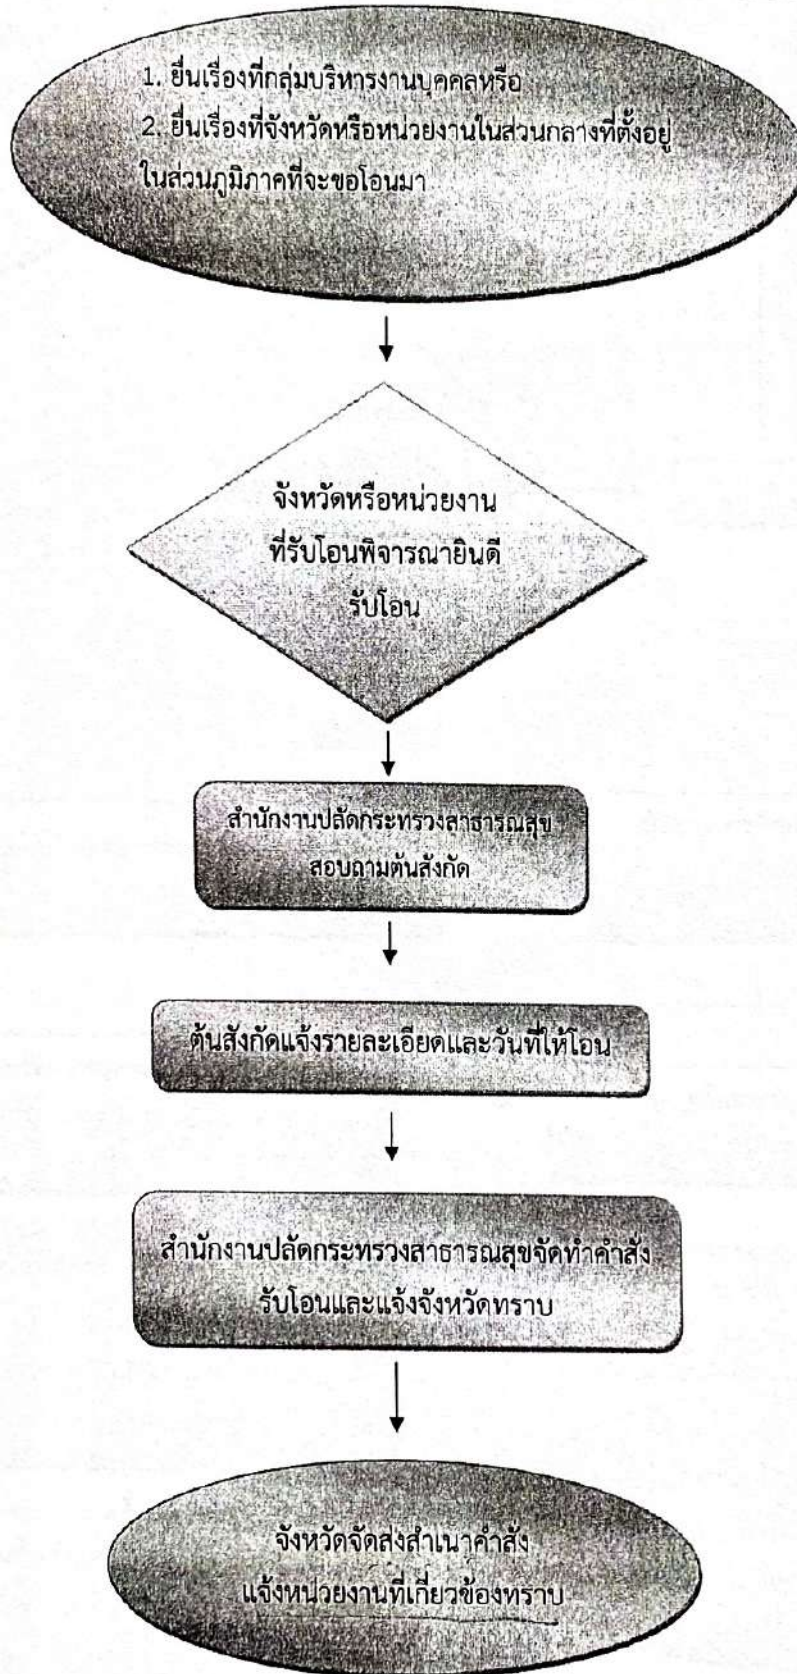 1. ยื่นเรื่องที่กลุ่มบริหารงานบุคคลหรือ
2. ยื่นเรื่องที่จังหวัดหรือหน่วยงานในส่วนกลางที่ตั้งอยู่
ในส่วนภูมิภาคที่จะขอโอนมา
จังหวัดหรือหน่วยงาน
ที่รับโอนพิจารณายินดี
รับโอน
สำนักงานปลัดกระทรวงสาธารณสุข
สอบถามต้นสังกัด
ต้นสังกัดแจ้งรายละเอียดและวันที่ให้โอน
สำนักงานปลัดกระทรวงสาธารณสุขจัดทำคำสั่ง
รับโอนและแจ้งจังหวัดทราบ
จังหวัดจัดส่งสำเนาคำสั่ง
แจ้งหน่วยงานที่เกี่ยวข้องทราบ